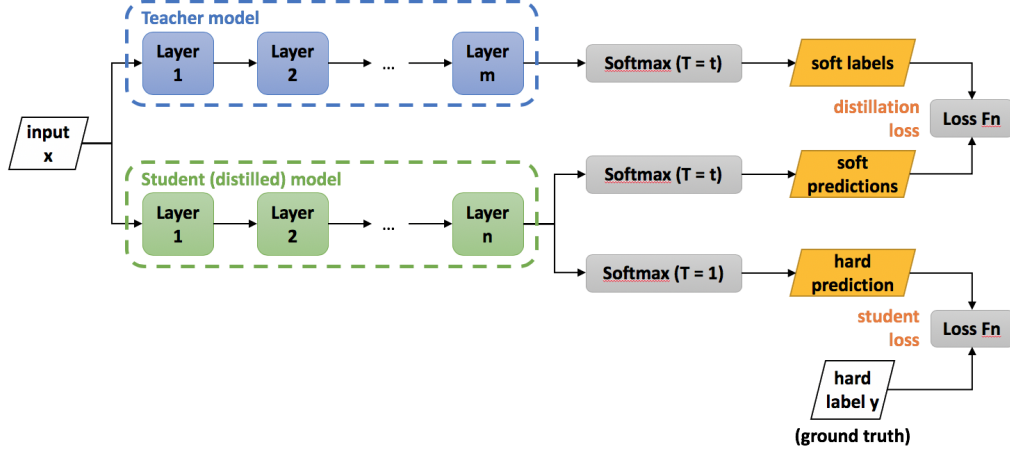 Teacher model
Layer
1
Layer
2
...
Layer
m
Softmax (T = t)
soft labels
distillation
loss
Loss Fn
input
x
Student (distilled) model
Layer
1
Layer
2
...
Layer
n
Softmax (T = t)
soft
predictions
Softmax (T = 1)
hard
prediction
student
loss
Loss Fn
hard
label y
(ground truth)